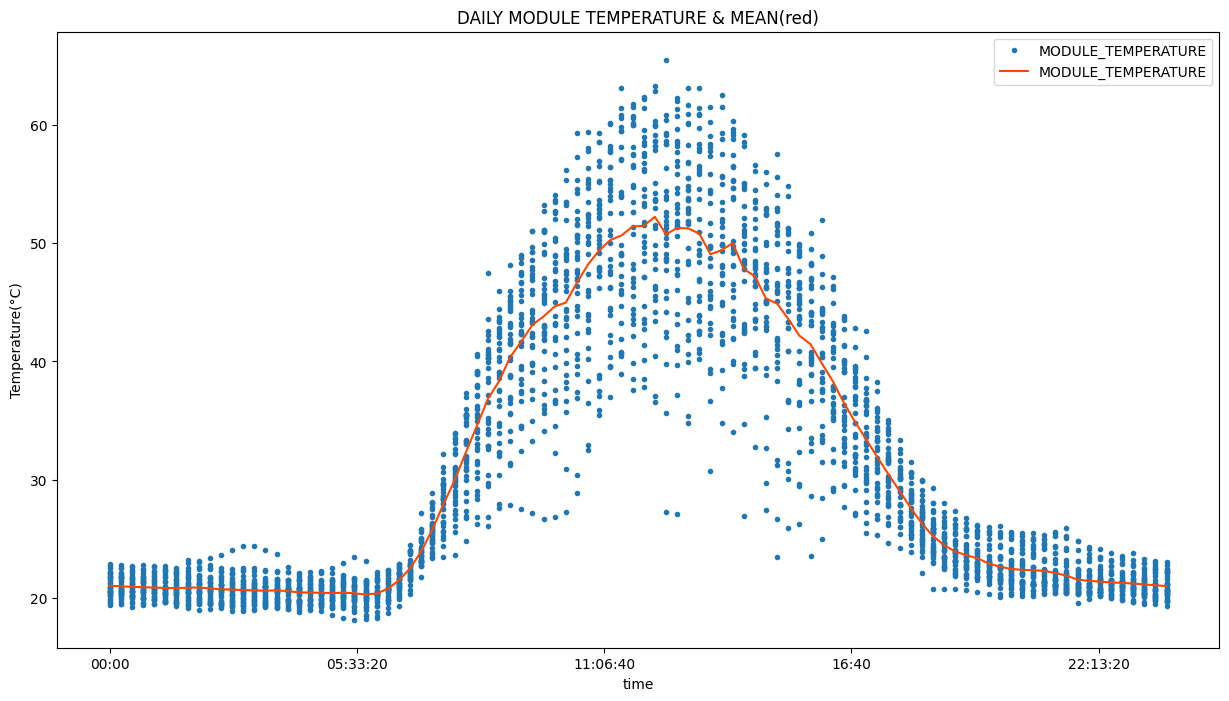 DAILY MODULE TEMPERATURE & MEAN(red)
MODULE_TEMPERATURE
MODULE_TEMPERATURE
Temperature(°C)
60
50
40
30
20
00:00
05:33:20
11:06:40
16:40
22:13:20
time